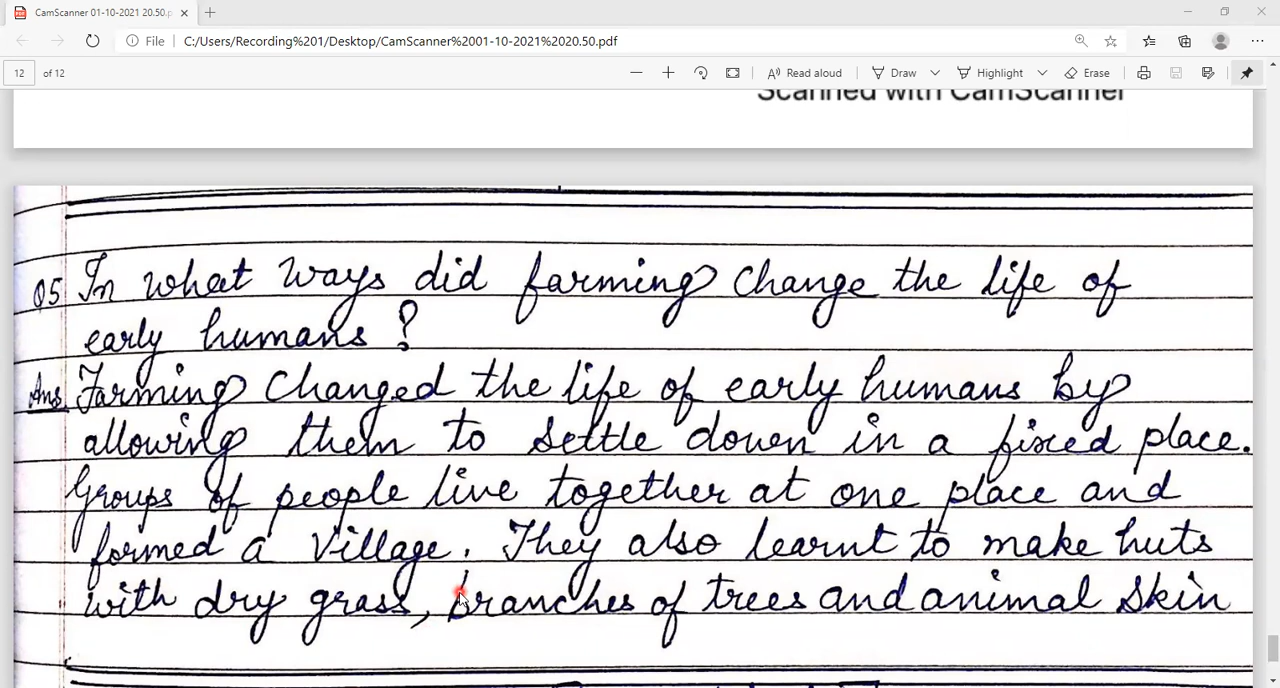 CamScanner 01-10-2021 20.50.p
File C:/Users/Recording%201/Desktop/CamScanner%2001-10-2021%2020.50.pdf
12 of 12 Read aloud Draw Highlight Erase
Scanned with CamScanner
Q5 In what ways did farming change the life of
early humans?
Ans Farming changed the life of early humans by
allowing them to settle down in a fixed place.
Groups of people live together at one place and
formed a village. They also learnt to make huts
with dry grass, branches of trees and animal skin